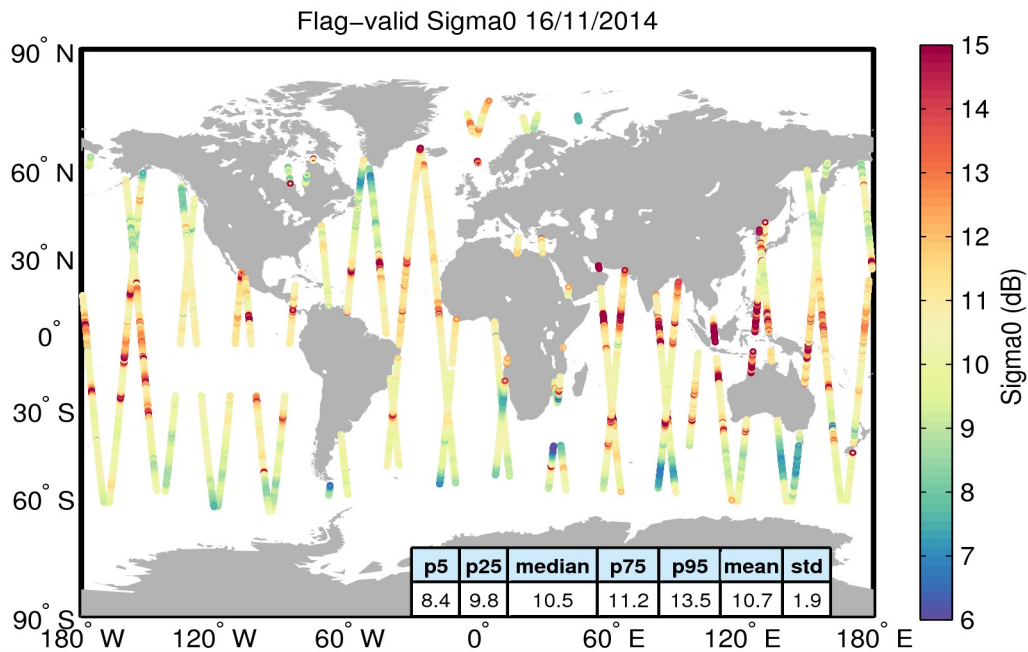 Flag-valid Sigma0 16/11/2014
90° N
60° N
30° N
0°
30° S
60° S
90° S
180° W
120° W
60° W
0°
60° E
120° E
180° E
p5 p25 median p75 p95 mean std
8.4 9.8 10.5 11.2 13.5 10.7 1.9
15
14
13
12
11
10
9
8
7
6
Sigma0 (dB)